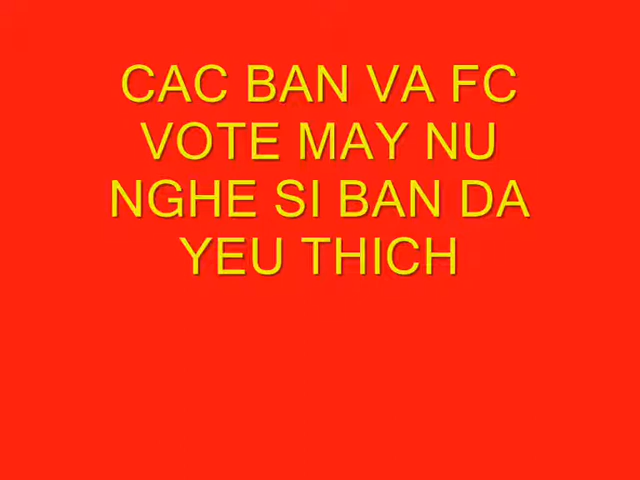 CAC BAN VA FC
VOTE MAY NU
NGHE SI BAN DA
YEU THICH